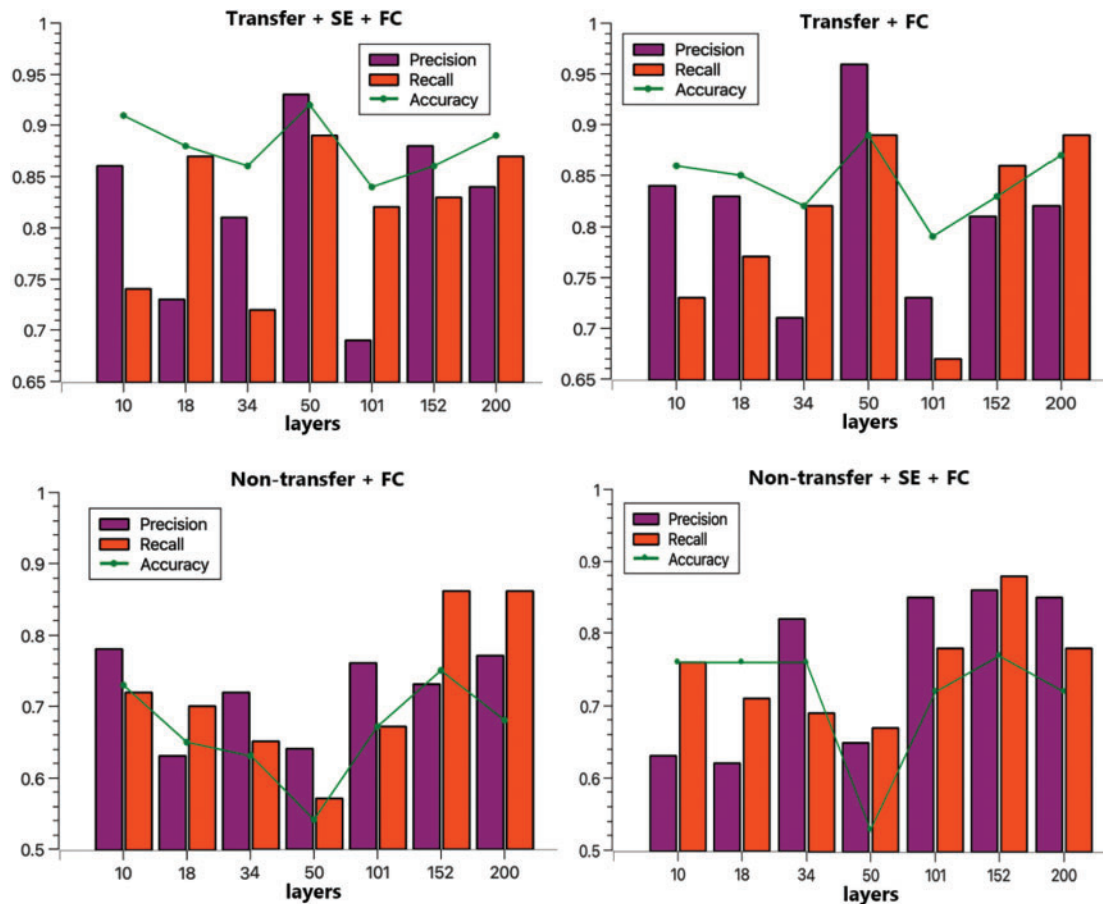 Transfer + SE + FC
1
0.95
0.9
0.85
0.8
0.75
0.7
0.65
Precision
Recall
Accuracy
10 18 34 50 101 152 200
layers
Transfer + FC
1
0.95
0.9
0.85
0.8
0.75
0.7
0.65
Precision
Recall
Accuracy
10 18 34 50 101 152 200
layers
Non-transfer + FC
1
0.9
0.8
0.7
0.6
0.5
Precision
Recall
Accuracy
10 18 34 50 101 152 200
layers
Non-transfer + SE + FC
1
0.9
0.8
0.7
0.6
0.5
Precision
Recall
Accuracy
10 18 34 50 101 152 200
layers